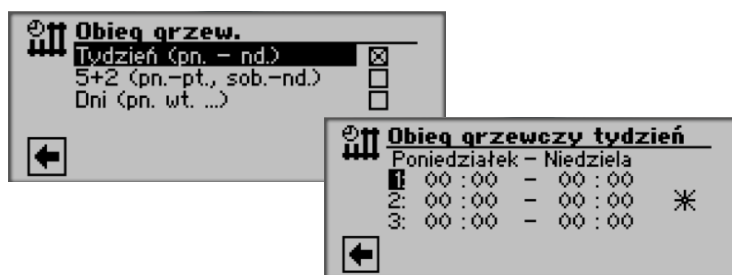 Obieg grzew.
Tydzień (pn. – nd.)
5+2 (pn.–pt., sob.–nd.)
Dni (pn. wt. ...)
Obieg grzewczy tydzień
Poniedziałek – Niedziela
1: 00 : 00 – 00 : 00
2: 00 : 00 – 00 : 00
3: 00 : 00 – 00 : 00